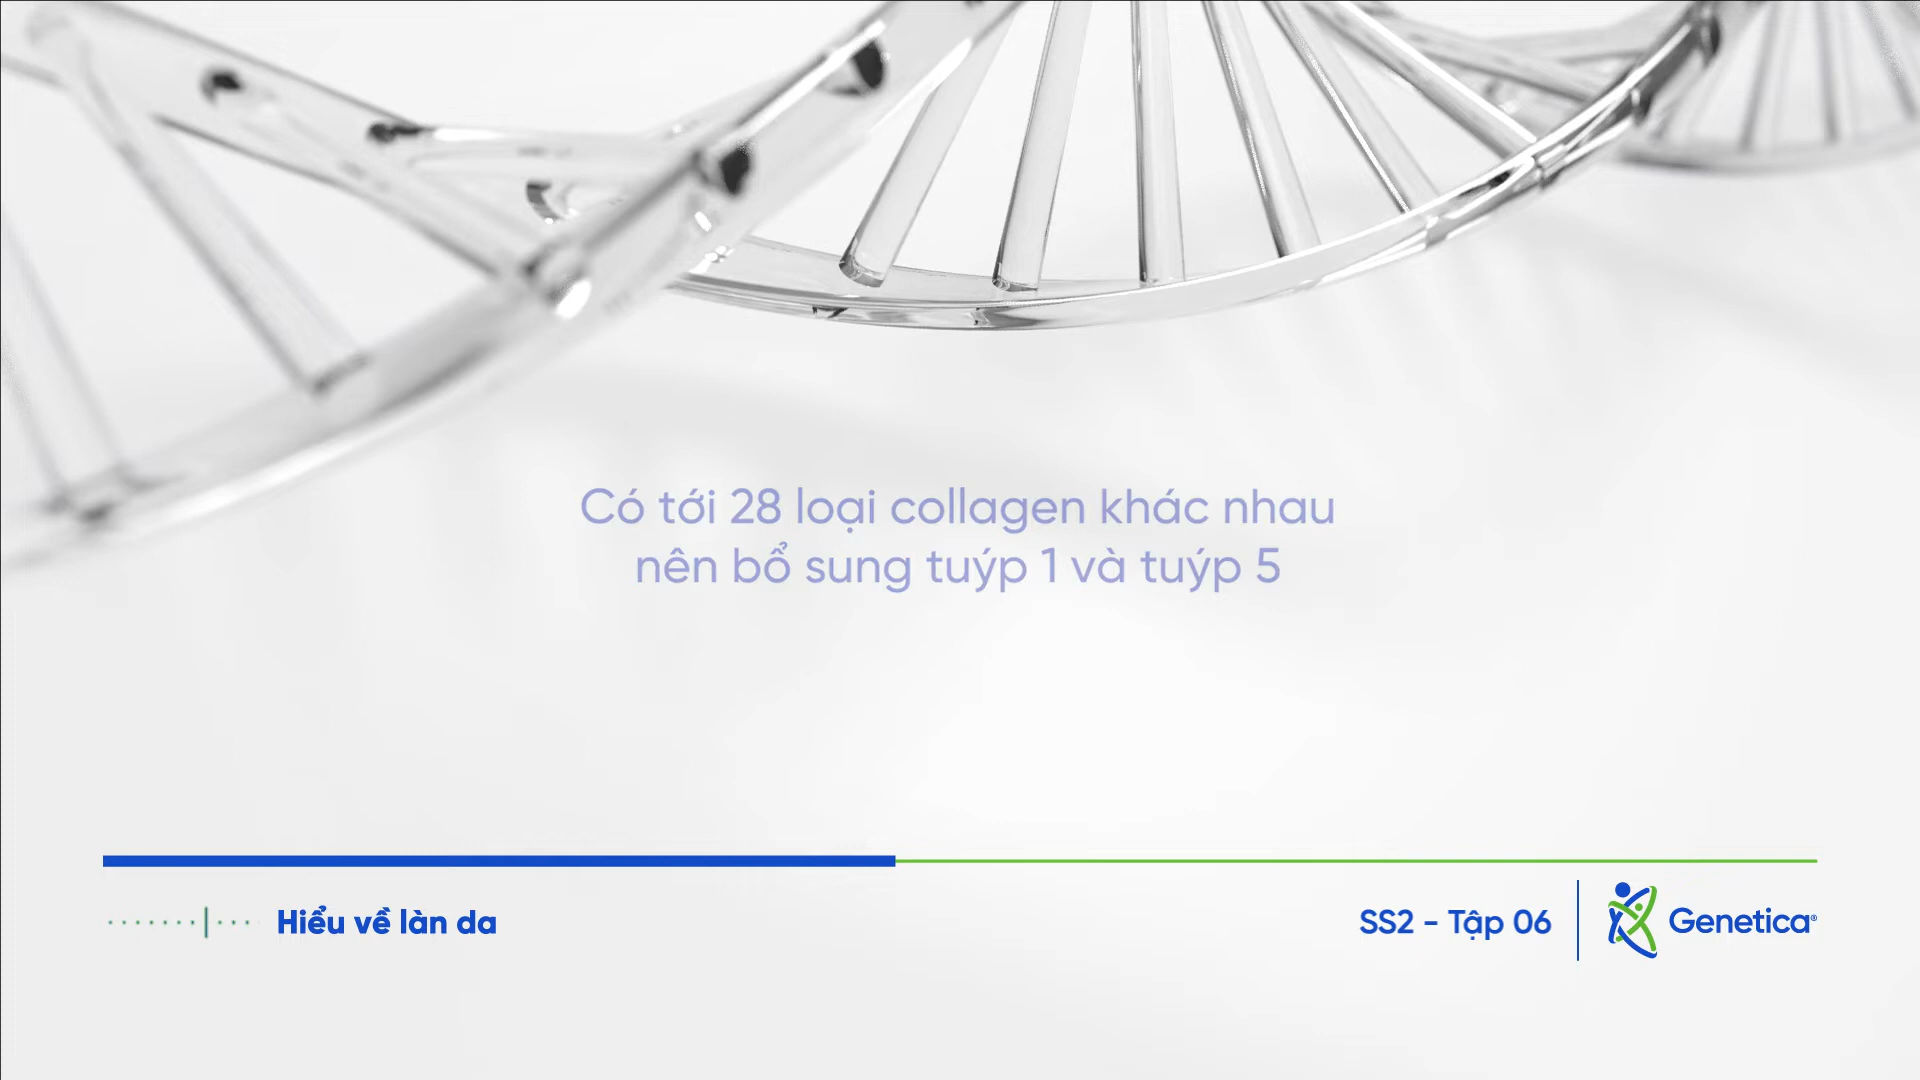 Có tới 28 loại collagen khác nhau
nên bổ sung tuýp 1 và tuýp 5
Hiểu về làn da
SS2 - Tập 06
Genetica®